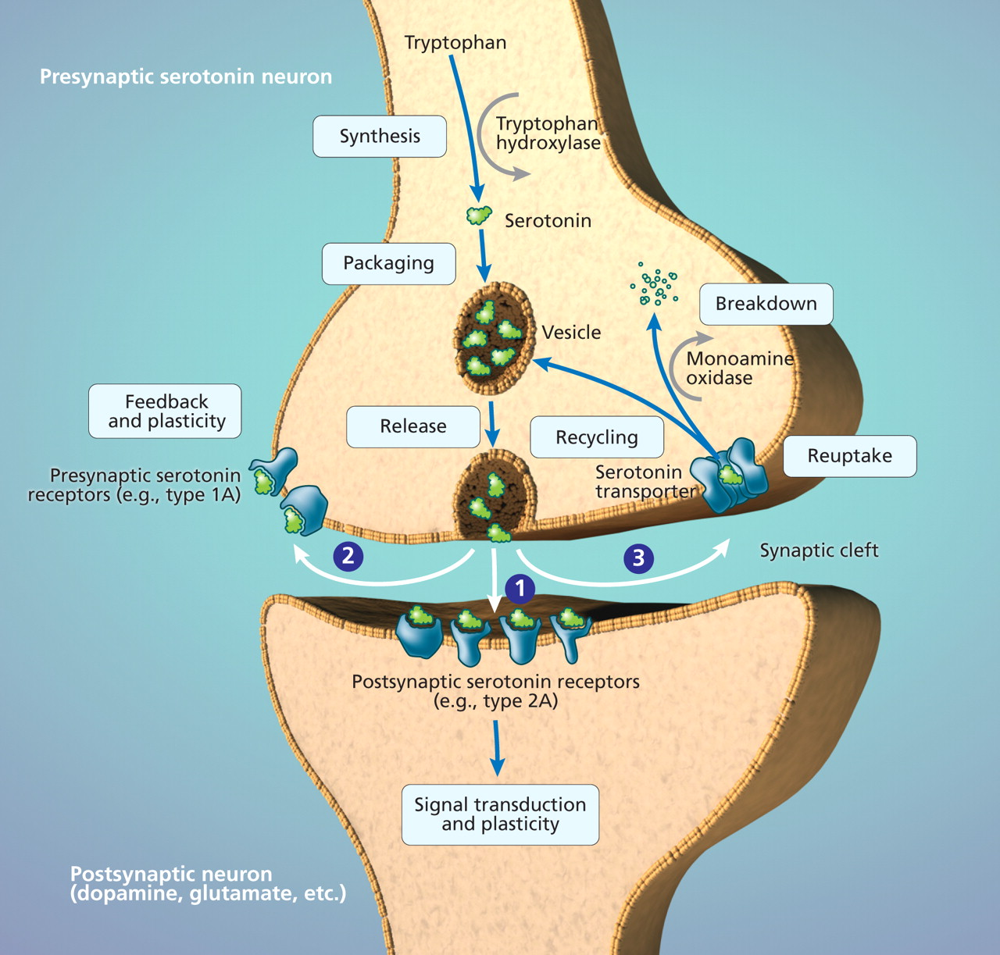 Tryptophan
Presynaptic serotonin neuron
Synthesis
Tryptophan
hydroxylase
Serotonin
Packaging
Breakdown
Vesicle
Monoamine
oxidase
Feedback
and plasticity
Release
Recycling
Reuptake
Presynaptic serotonin
receptors (e.g., type 1A)
Serotonin
transporter
2
3
Synaptic cleft
1
Postsynaptic serotonin receptors
(e.g., type 2A)
Signal transduction
and plasticity
Postsynaptic neuron
(dopamine, glutamate, etc.)